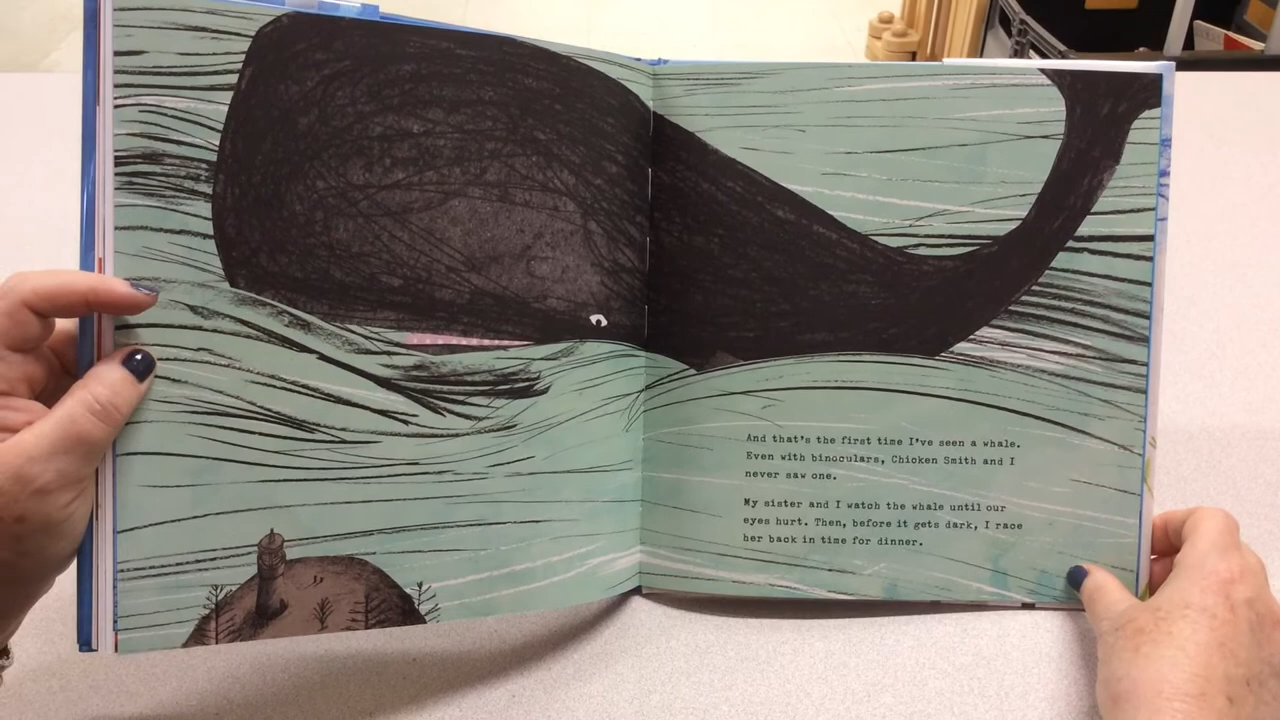 And that's the first time I've seen a whale.
Even with binoculars, Chicken Smith and I
never saw one.
My sister and I watch the whale until our
eyes hurt. Then, before it gets dark, I race
her back in time for dinner.